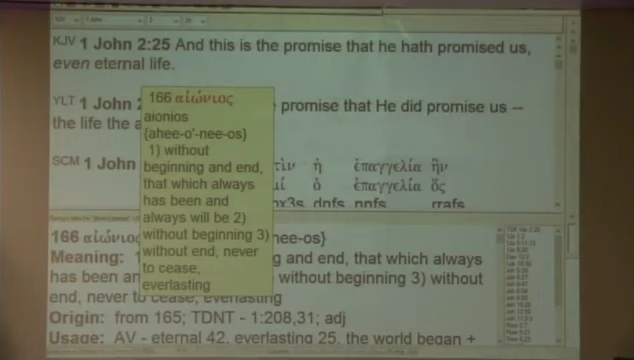 KJV 1 John 2:25 And this is the promise that he hath promised us,
even eternal life.
YLT 1 John 2 promise that He did promise us --
the life the a
166 αἰώνιος
aionios
{ahee-o'-nee-os}
1) without
beginning and end,
that which always
has been and
always will be 2)
without beginning 3)
without end, never
to cease,
everlasting
SCM 1 John ἡ ἐπαγγελία ἣν
ὁ ἐπαγγελία ὅς
dnfs nnfs rrafs
166 αἰώνιος nee-os}
Meaning: g and end, that which always
has been an without beginning 3) without
end, never to cease, everlasting
Origin: from 165; TDNT - 1:208,31; adj
Usage: AV - eternal 42, everlasting 25, the world began +